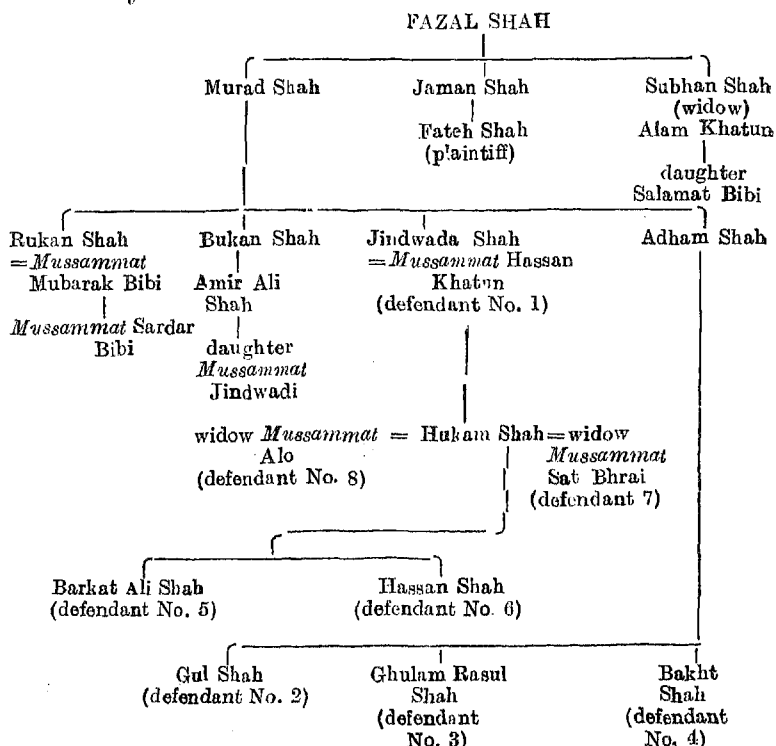 FAZAL SHAH
Murad Shah Jaman Shah Subhan Shah
(widow)
Fateh Shah Alam Khatun
(plaintiff)
daughter
Salamat Bibi
Rukan Shah Bukan Shah Jindwada Shah Adham Shah
=Mussammat =Mussammat Hassan
Mubarak Bibi Amir Ali Khatun
Shah (defendant No. 1)
Mussammat Sardar
Bibi daughter
Mussammat
Jindwadi
widow Mussammat = Hukam Shah=widow
Alo Mussammat
(defendant No. 8) Sat Bhrai
(defendant 7)
Barkat Ali Shah Hassan Shah
(defendant No. 5) (defendant No. 6)
Gul Shah Ghulam Rasul Bakht
(defendant No. 2) Shah Shah
(defendant (defendant
No. 3) No. 4)